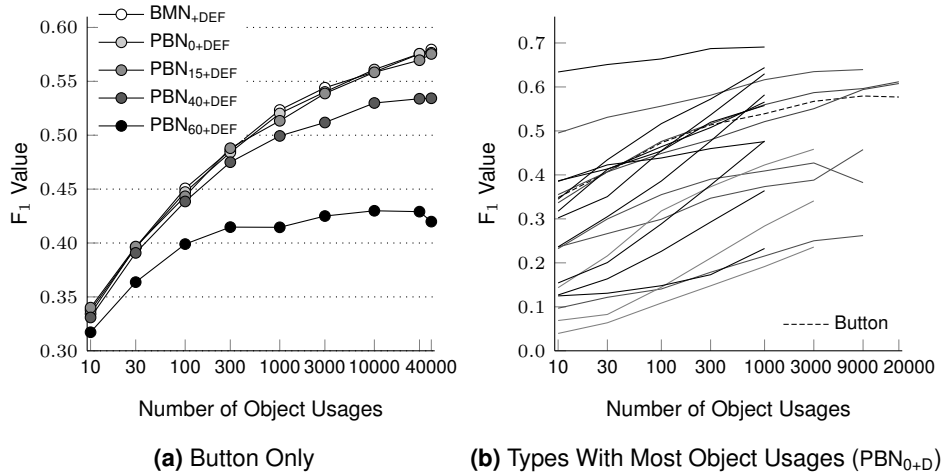 BMN+DEF
PBN0+DEF
PBN15+DEF
PBN40+DEF
PBN60+DEF
F1 Value
0.60
0.55
0.50
0.45
0.40
0.35
0.30
10 30 100 300 1000 3000 10000 40000
Number of Object Usages
(a) Button Only
F1 Value
0.7
0.6
0.5
0.4
0.3
0.2
0.1
0.0
Button
10 30 100 300 1000 3000 9000 20000
Number of Object Usages
(b) Types With Most Object Usages (PBN0+D)